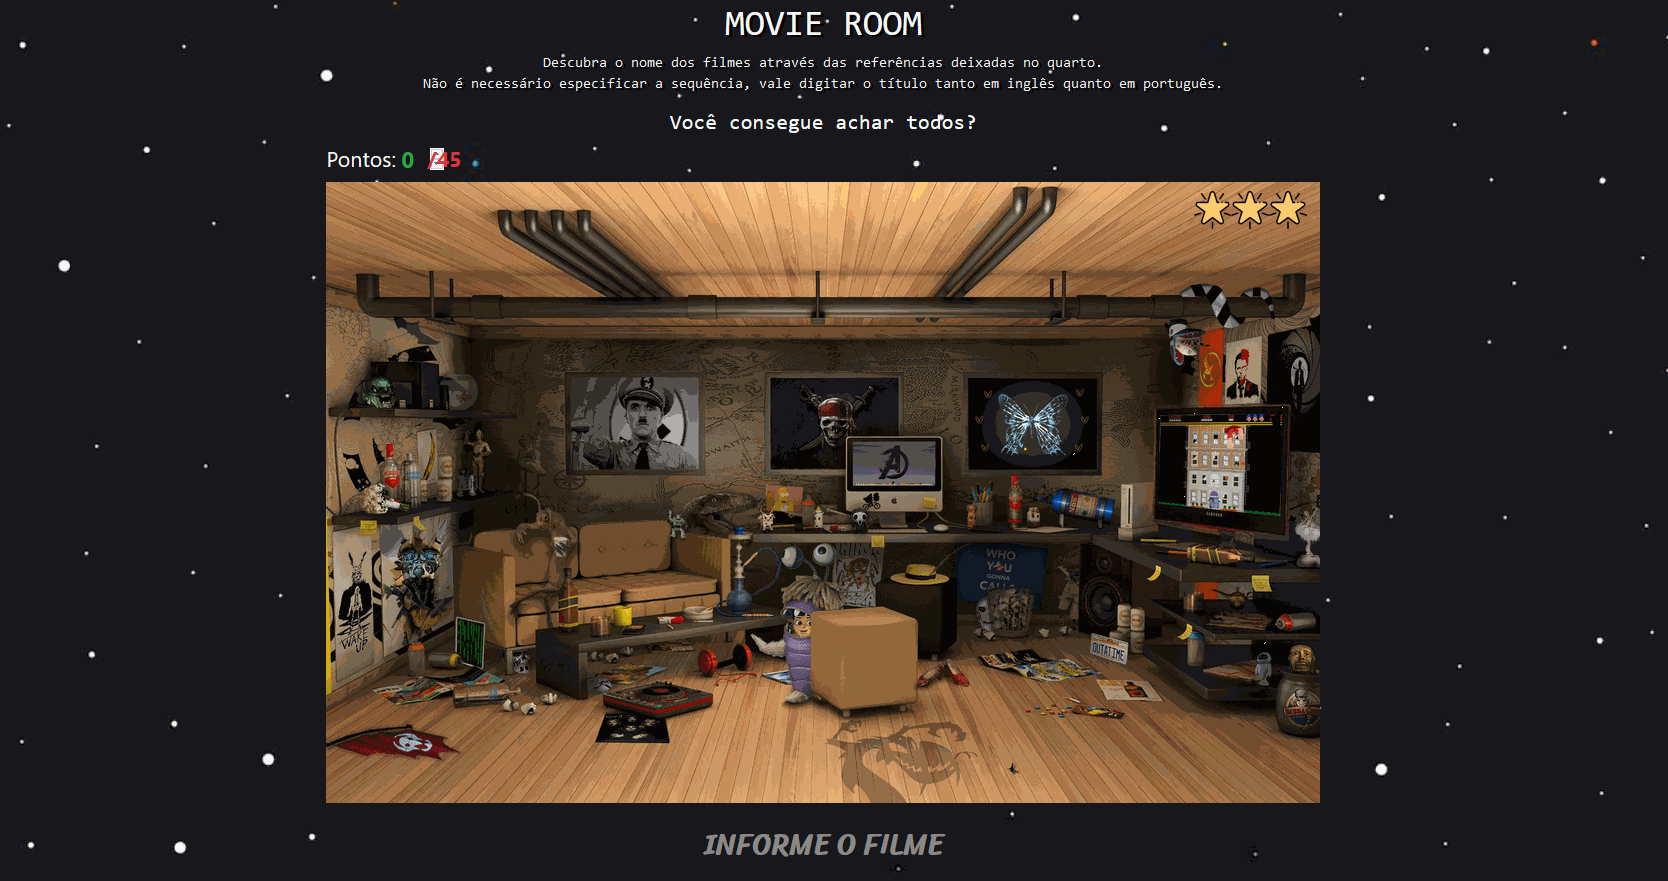 MOVIE ROOM
Descubra o nome dos filmes através das referências deixadas no quarto.
Não é necessário especificar a sequência, vale digitar o título tanto em inglês quanto em português.
Você consegue achar todos?
Pontos: 0 /45
WHO
YOU
GONNA
CALL
WAKE
UP
OUTATIME
SAMSUNG
INFORME O FILME